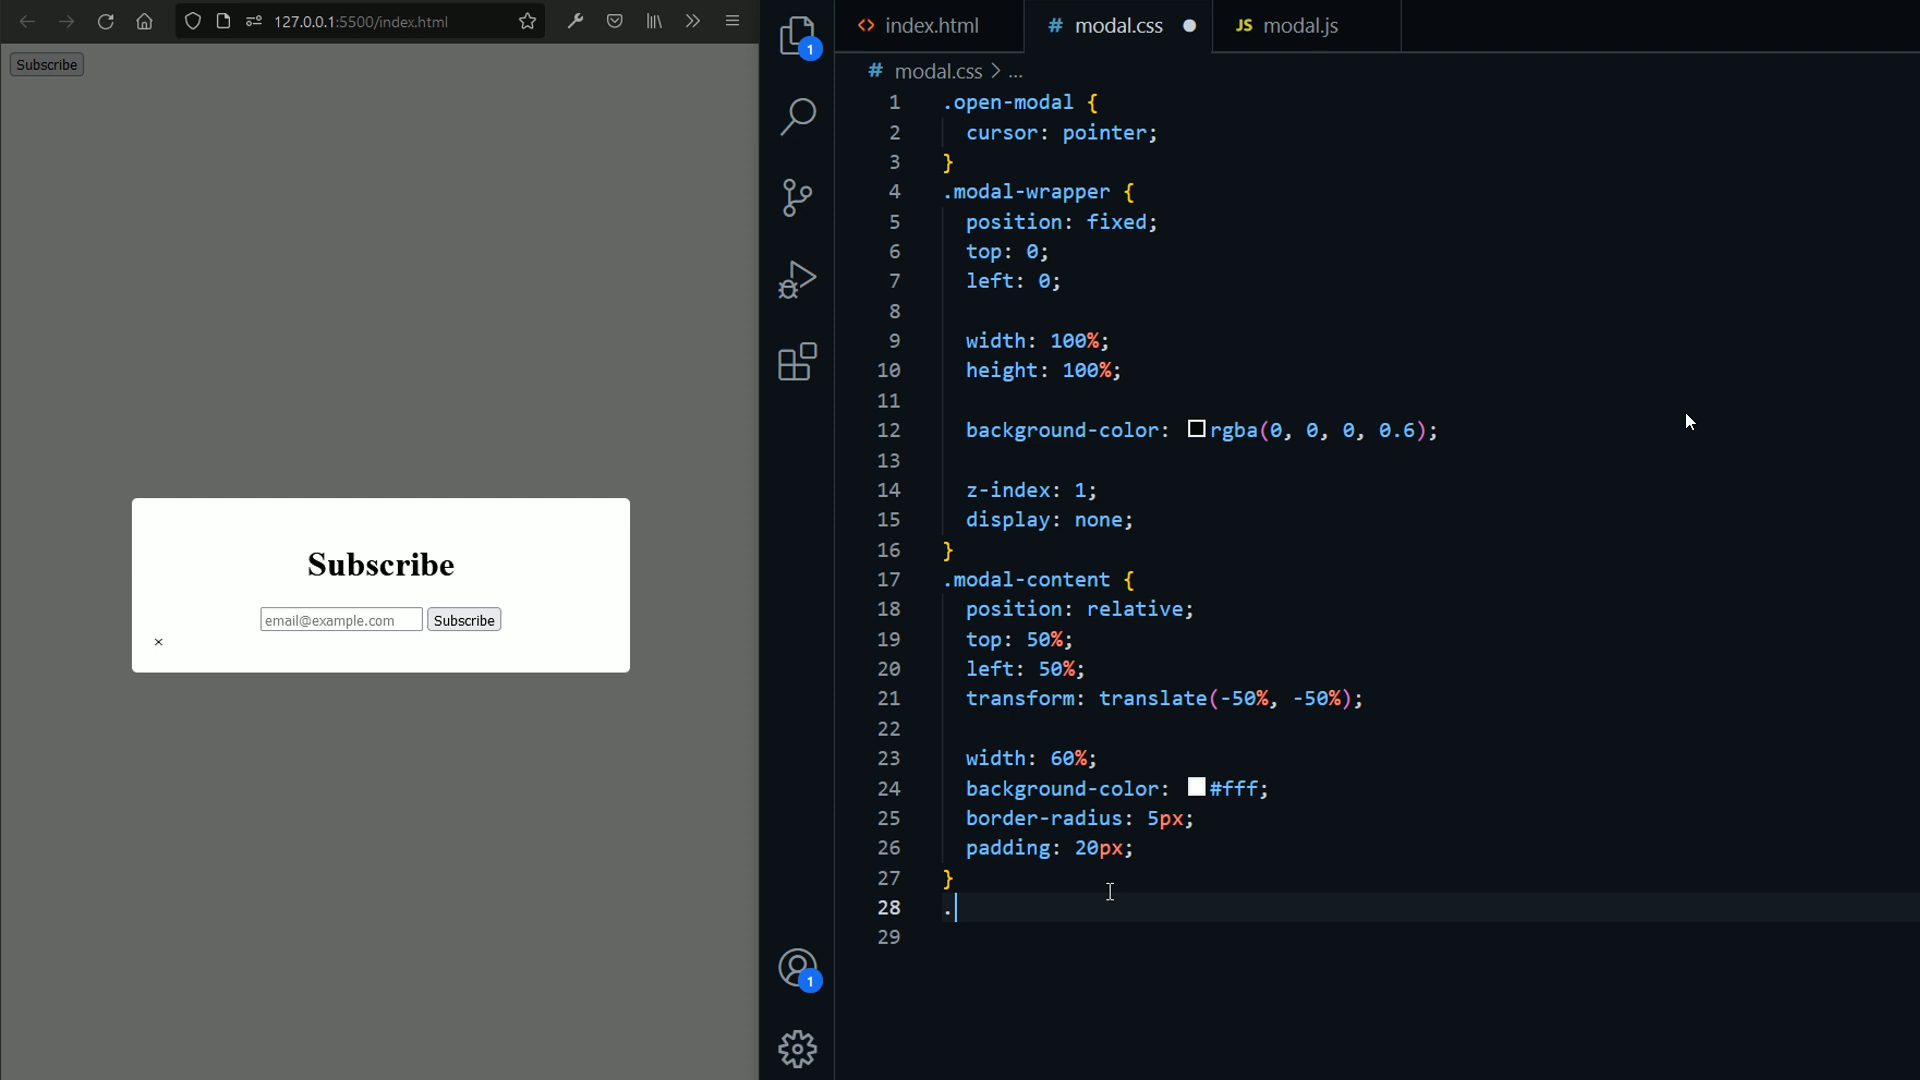 127.0.0.1:5500/index.html
Subscribe
Subscribe
email@example.com Subscribe
×
1
1
index.html
# modal.css
JS modal.js
# modal.css > ...
1 .open-modal {
2 cursor: pointer;
3 }
4 .modal-wrapper {
5 position: fixed;
6 top: 0;
7 left: 0;
8
9 width: 100%;
10 height: 100%;
11
12 background-color: rgba(0, 0, 0, 0.6);
13
14 z-index: 1;
15 display: none;
16 }
17 .modal-content {
18 position: relative;
19 top: 50%;
20 left: 50%;
21 transform: translate(-50%, -50%);
22
23 width: 60%;
24 background-color: #fff;
25 border-radius: 5px;
26 padding: 20px;
27 }
28 .
29